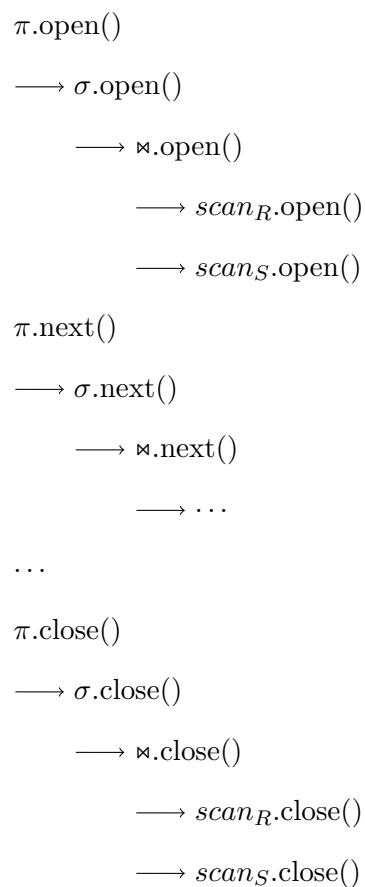 π.open()
⟶ σ.open()
⟶ ⋈.open()
⟶ scan_R.open()
⟶ scan_S.open()
π.next()
⟶ σ.next()
⟶ ⋈.next()
⟶ ⋯
...
π.close()
⟶ σ.close()
⟶ ⋈.close()
⟶ scan_R.close()
⟶ scan_S.close()